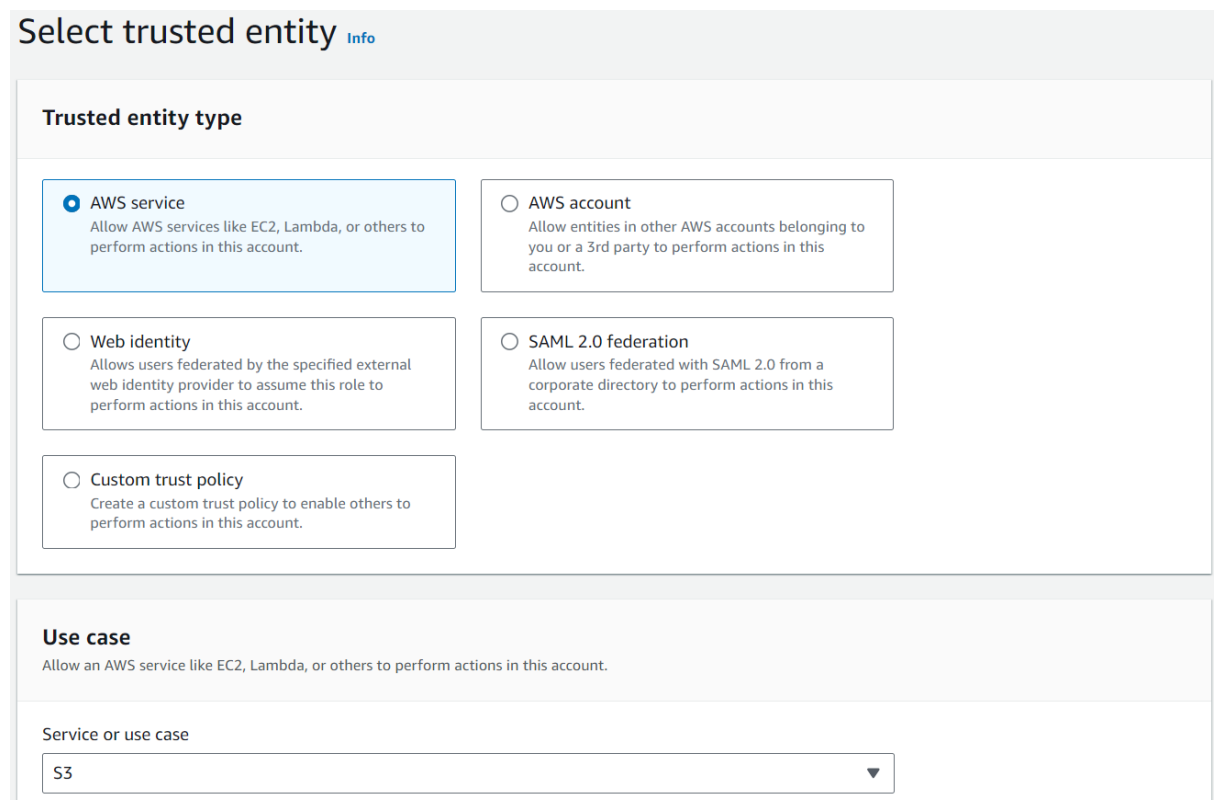 Select trusted entity Info
Trusted entity type
AWS service
Allow AWS services like EC2, Lambda, or others to
perform actions in this account.
AWS account
Allow entities in other AWS accounts belonging to
you or a 3rd party to perform actions in this
account.
Web identity
Allows users federated by the specified external
web identity provider to assume this role to
perform actions in this account.
SAML 2.0 federation
Allow users federated with SAML 2.0 from a
corporate directory to perform actions in this
account.
Custom trust policy
Create a custom trust policy to enable others to
perform actions in this account.
Use case
Allow an AWS service like EC2, Lambda, or others to perform actions in this account.
Service or use case
S3